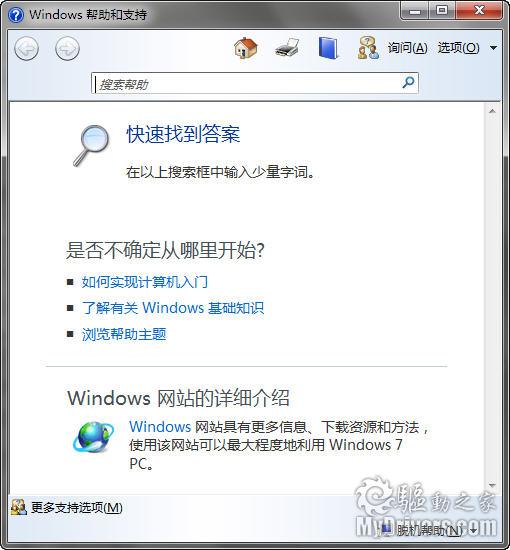 Windows 帮助和支持
询问(A) 选项(O)
搜索帮助
快速找到答案
在以上搜索框中输入少量字词。
是否不确定从哪里开始?
如何实现计算机入门
了解有关 Windows 基础知识
浏览帮助主题
Windows 网站的详细介绍
Windows 网站具有更多信息、下载资源和方法，
使用该网站可以最大程度地利用 Windows 7
PC。
更多支持选项(M)
驅動之家
MyDrivers.com
脱机帮助(N)